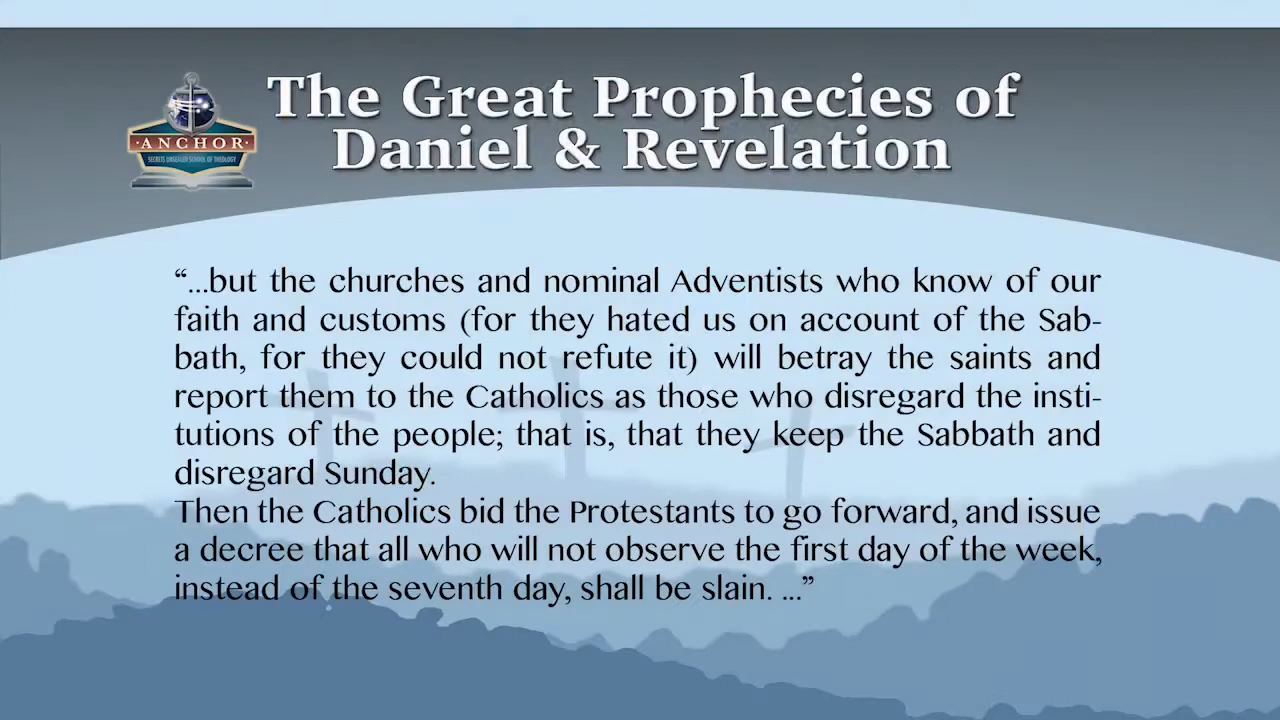 The Great Prophecies of
Daniel & Revelation
·ANCHOR·
SECRETS UNSEALED SCHOOL OF THEOLOGY
“...but the churches and nominal Adventists who know of our
faith and customs (for they hated us on account of the Sab-
bath, for they could not refute it) will betray the saints and
report them to the Catholics as those who disregard the insti-
tutions of the people; that is, that they keep the Sabbath and
disregard Sunday.
Then the Catholics bid the Protestants to go forward, and issue
a decree that all who will not observe the first day of the week,
instead of the seventh day, shall be slain. ...”